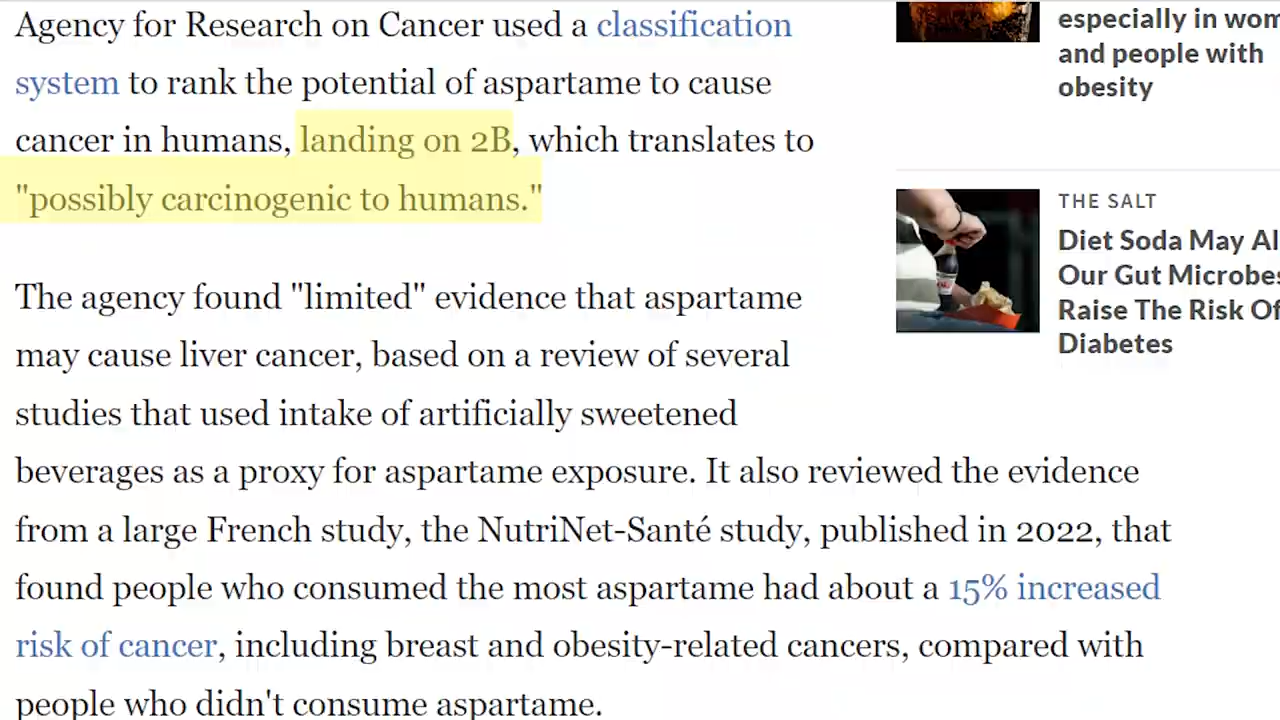 Agency for Research on Cancer used a classification
system to rank the potential of aspartame to cause
cancer in humans, landing on 2B, which translates to
"possibly carcinogenic to humans."
The agency found "limited" evidence that aspartame
may cause liver cancer, based on a review of several
studies that used intake of artificially sweetened
beverages as a proxy for aspartame exposure. It also reviewed the evidence
from a large French study, the NutriNet-Santé study, published in 2022, that
found people who consumed the most aspartame had about a 15% increased
risk of cancer, including breast and obesity-related cancers, compared with
people who didn't consume aspartame.
especially in wom
and people with
obesity
THE SALT
Diet Soda May Al
Our Gut Microbes
Raise The Risk Of
Diabetes